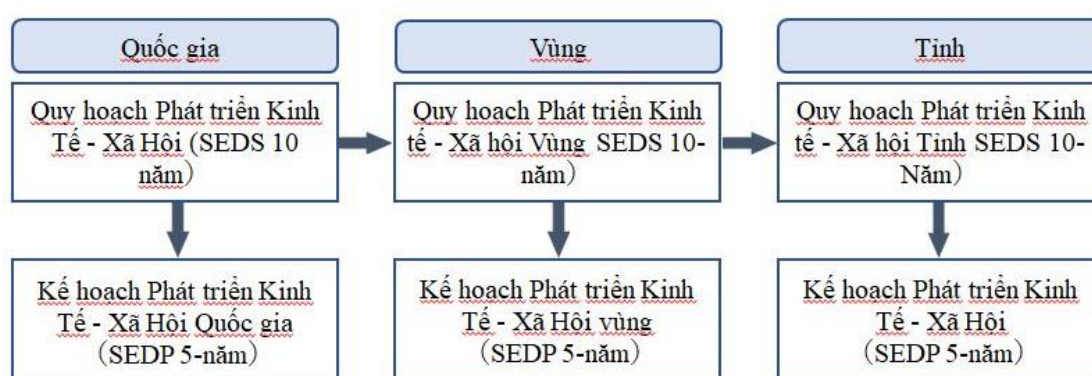 Quốc gia
Vùng
Tỉnh
Quy hoạch Phát triển Kinh
Tế - Xã Hội (SEDS 10
năm）
Quy hoạch Phát triển Kinh
tế - Xã hội Vùng SEDS 10-
năm）
Quy hoạch Phát triển Kinh
tế - Xã hội Tỉnh SEDS 10-
Năm）
Kế hoạch Phát triển Kinh
Tế - Xã Hội Quốc gia
（SEDP 5-năm）
Kế hoạch Phát triển Kinh
Tế - Xã Hội vùng
（SEDP 5-năm）
Kế hoạch Phát triển Kinh
Tế - Xã Hội
（SEDP 5-năm）